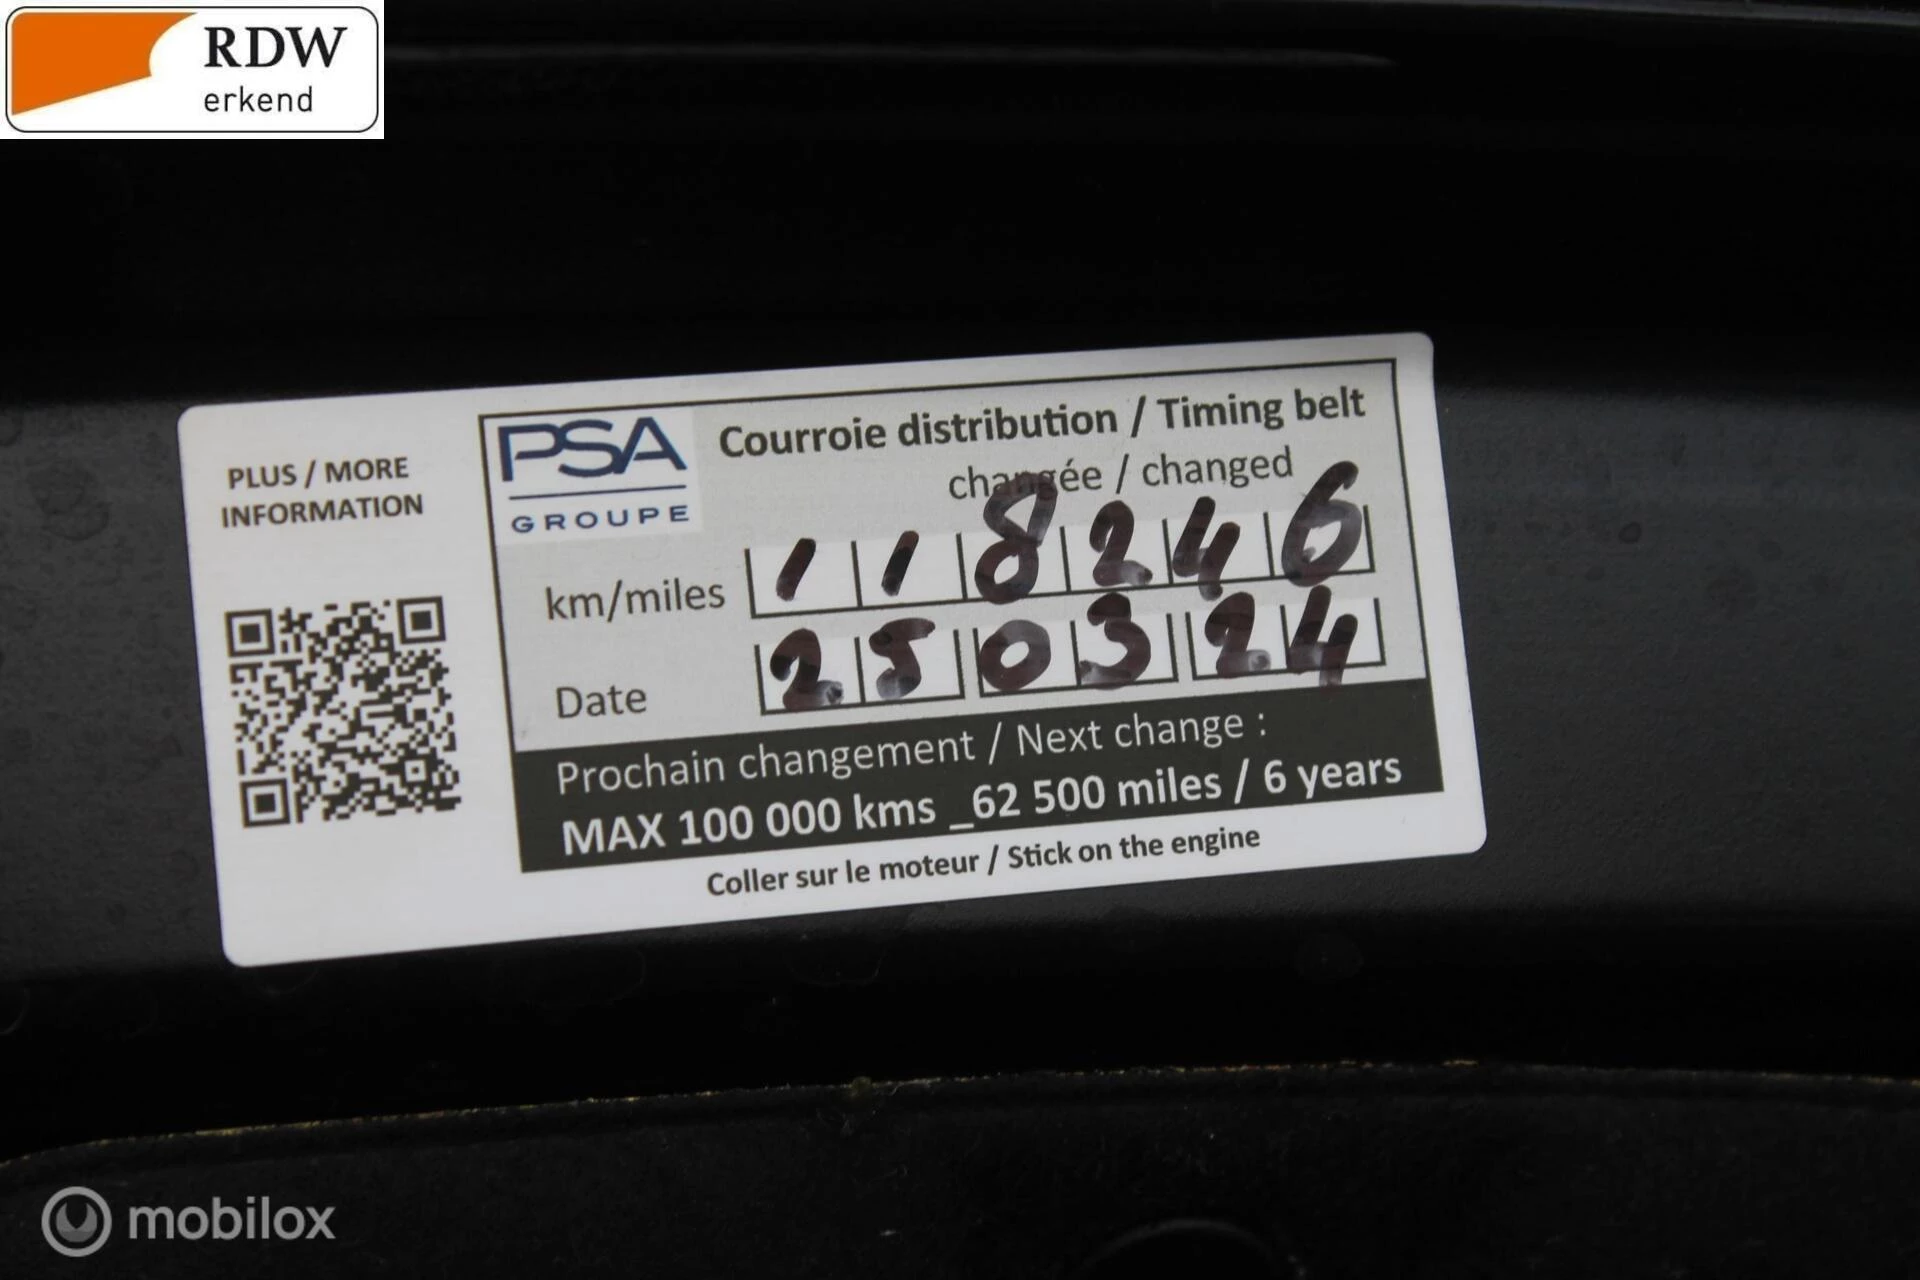 RDW
erkend
PLUS / MORE
INFORMATION
PSA
GROUPE
Courroie distribution / Timing belt
changée / changed
km/miles 118246
Date 250324
Prochain changement / Next change :
MAX 100 000 kms _62 500 miles / 6 years
Coller sur le moteur / Stick on the engine
mobilox